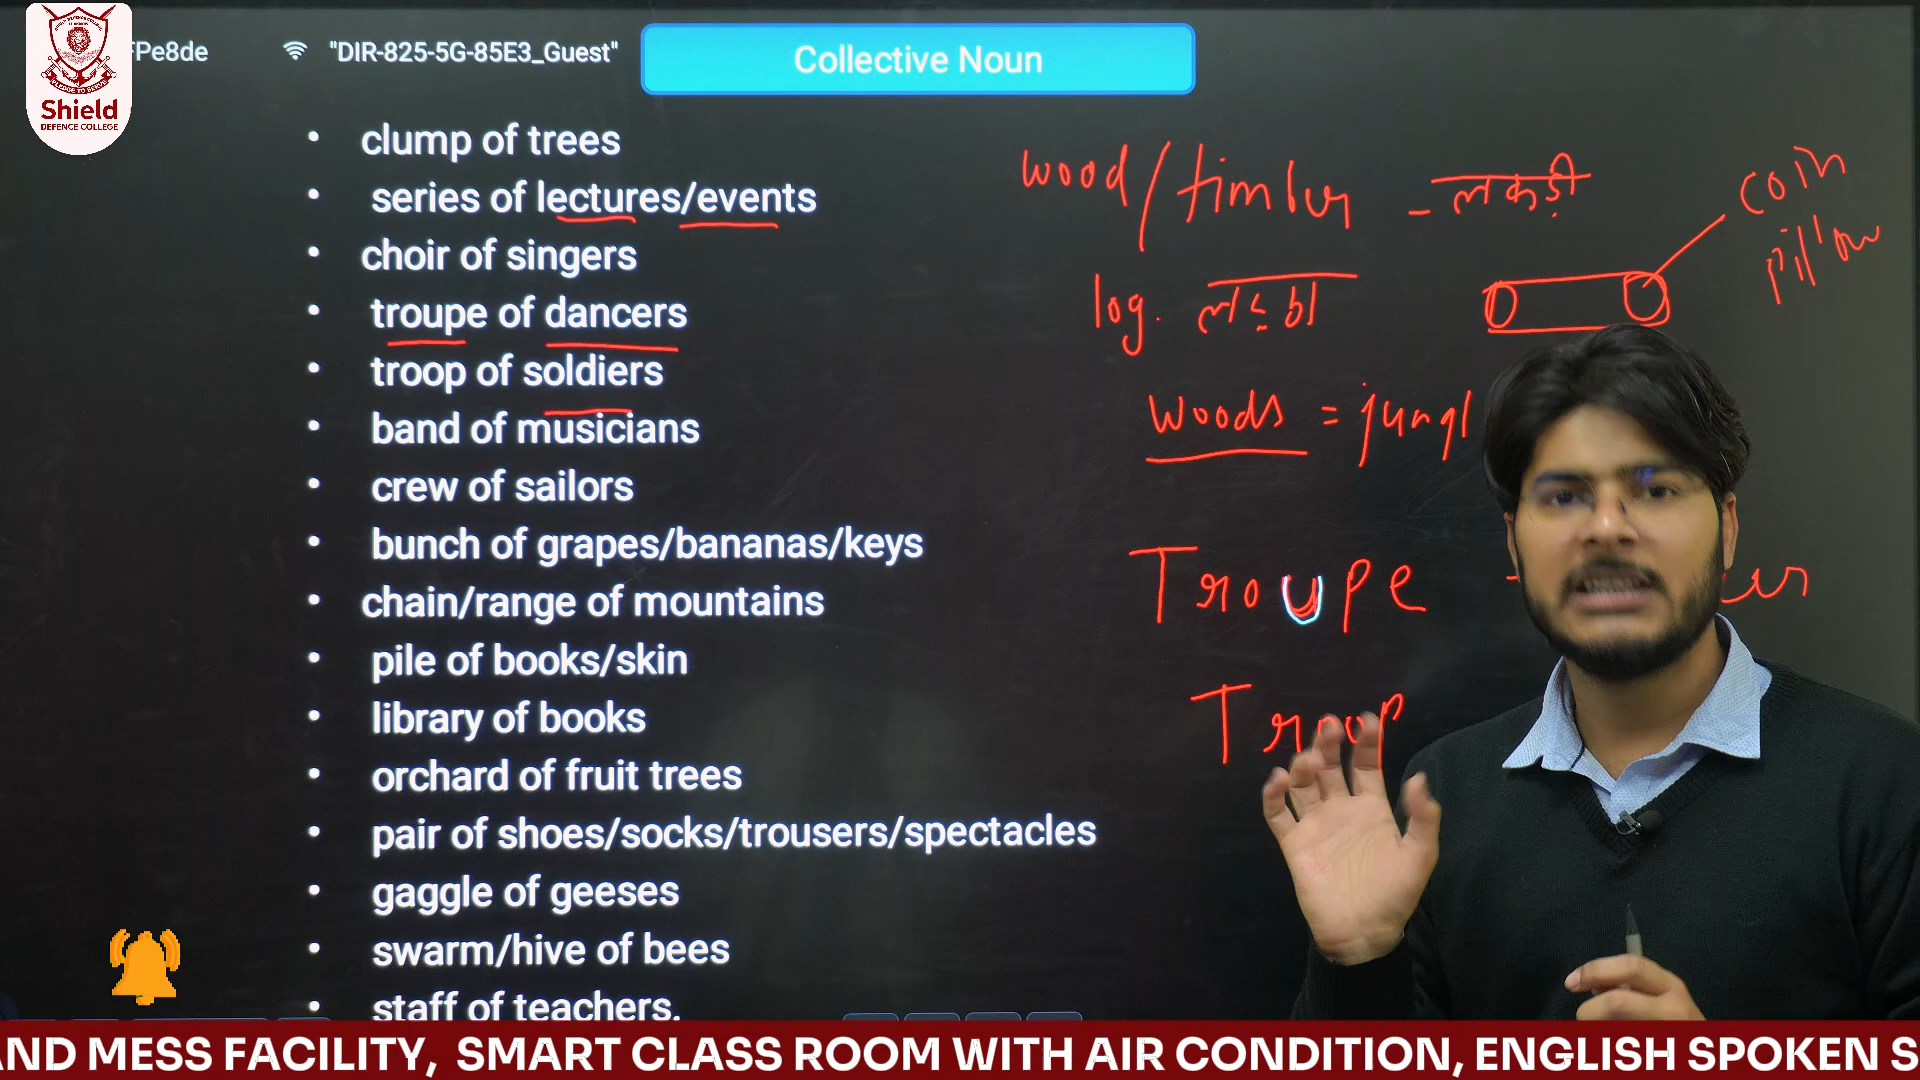 FPe8de
"DIR-825-5G-85E3_Guest"
Collective Noun
Shield
DEFENCE COLLEGE
• clump of trees
• series of lectures/events
• choir of singers
• troupe of dancers
• troop of soldiers
• band of musicians
• crew of sailors
• bunch of grapes/bananas/keys
• chain/range of mountains
• pile of books/skin
• library of books
• orchard of fruit trees
• pair of shoes/socks/trousers/spectacles
• gaggle of geeses
• swarm/hive of bees
• staff of teachers.
wood/timber - लकड़ी
coin
pillow
log. लट्ठा
woods = jungl
Troupe
Troop
AND MESS FACILITY, SMART CLASS ROOM WITH AIR CONDITION, ENGLISH SPOKEN S